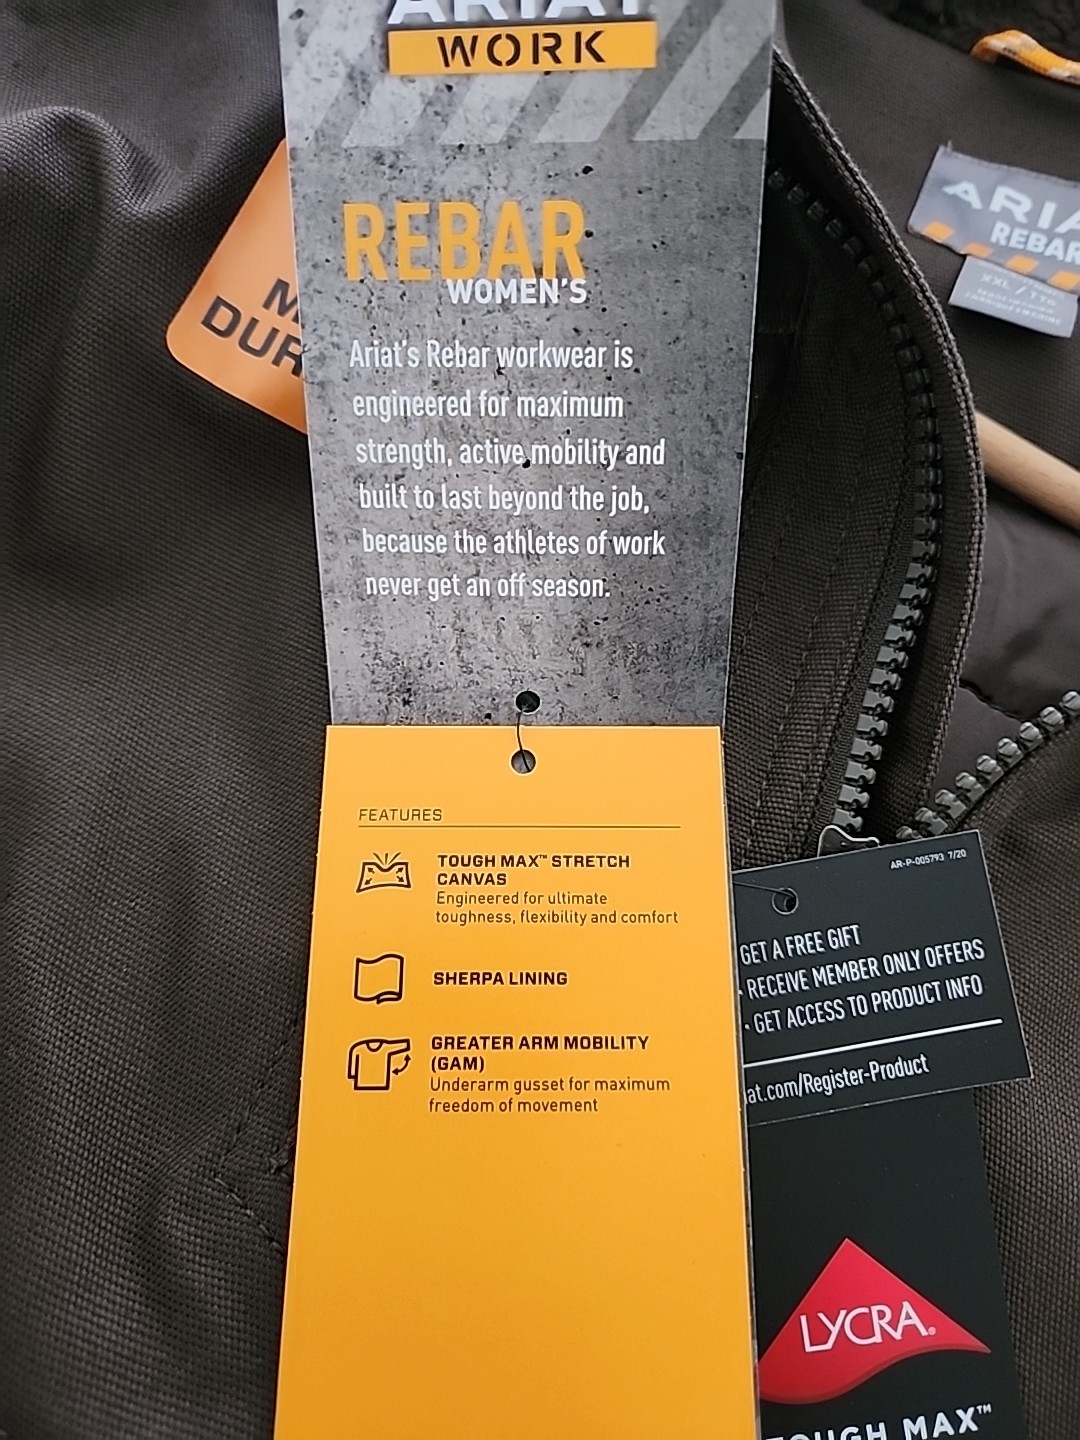 ARIAT
WORK
REBAR
WOMEN'S
Ariat's Rebar workwear is
engineered for maximum
strength, active mobility and
built to last beyond the job,
because the athletes of work
never get an off season.
FEATURES
TOUGH MAX™ STRETCH
CANVAS
Engineered for ultimate
toughness, flexibility and comfort
SHERPA LINING
GREATER ARM MOBILITY
(GAM)
Underarm gusset for maximum
freedom of movement
M
DUR
ARIA
REBAR
XXL / TTG
AR-P-005793 7/20
GET A FREE GIFT
• RECEIVE MEMBER ONLY OFFERS
• GET ACCESS TO PRODUCT INFO
iat.com/Register-Product
LYCRA®
TOUGH MAX™